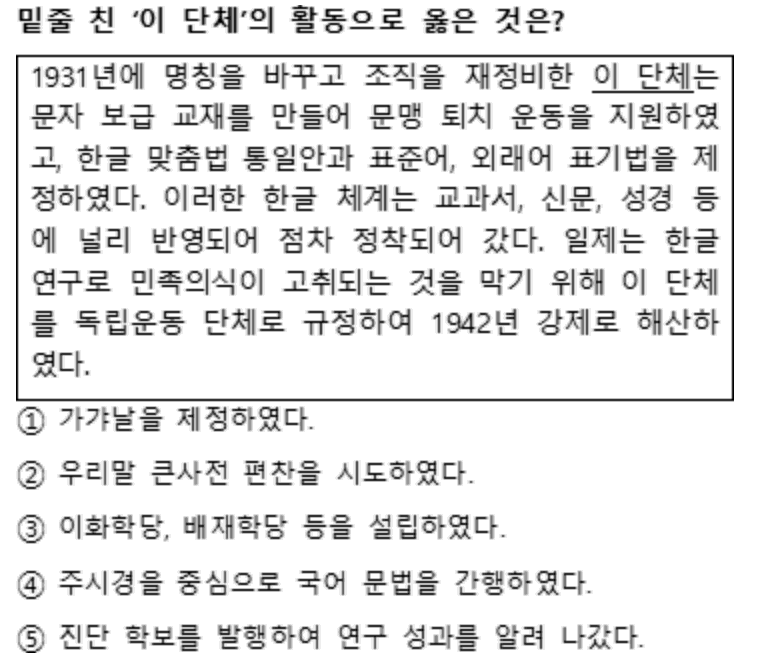 밑줄 친 ‘이 단체’의 활동으로 옳은 것은?
1931년에 명칭을 바꾸고 조직을 재정비한 이 단체는
문자 보급 교재를 만들어 문맹 퇴치 운동을 지원하였
고, 한글 맞춤법 통일안과 표준어, 외래어 표기법을 제
정하였다. 이러한 한글 체계는 교과서, 신문, 성경 등
에 널리 반영되어 점차 정착되어 갔다. 일제는 한글
연구로 민족의식이 고취되는 것을 막기 위해 이 단체
를 독립운동 단체로 규정하여 1942년 강제로 해산하
였다.
① 가갸날을 제정하였다.
② 우리말 큰사전 편찬을 시도하였다.
③ 이화학당, 배재학당 등을 설립하였다.
④ 주시경을 중심으로 국어 문법을 간행하였다.
⑤ 진단 학보를 발행하여 연구 성과를 알려 나갔다.